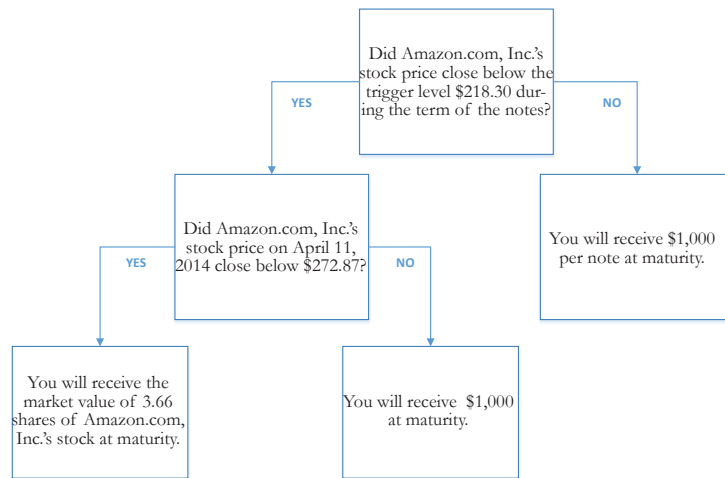 Did Amazon.com, Inc.'s
stock price close below the
trigger level $218.30 dur-
ing the term of the notes?
YES
NO
Did Amazon.com, Inc.'s
stock price on April 11,
2014 close below $272.87?
You will receive $1,000
per note at maturity.
YES
NO
You will receive the
market value of 3.66
shares of Amazon.com,
Inc.'s stock at maturity.
You will receive $1,000
at maturity.